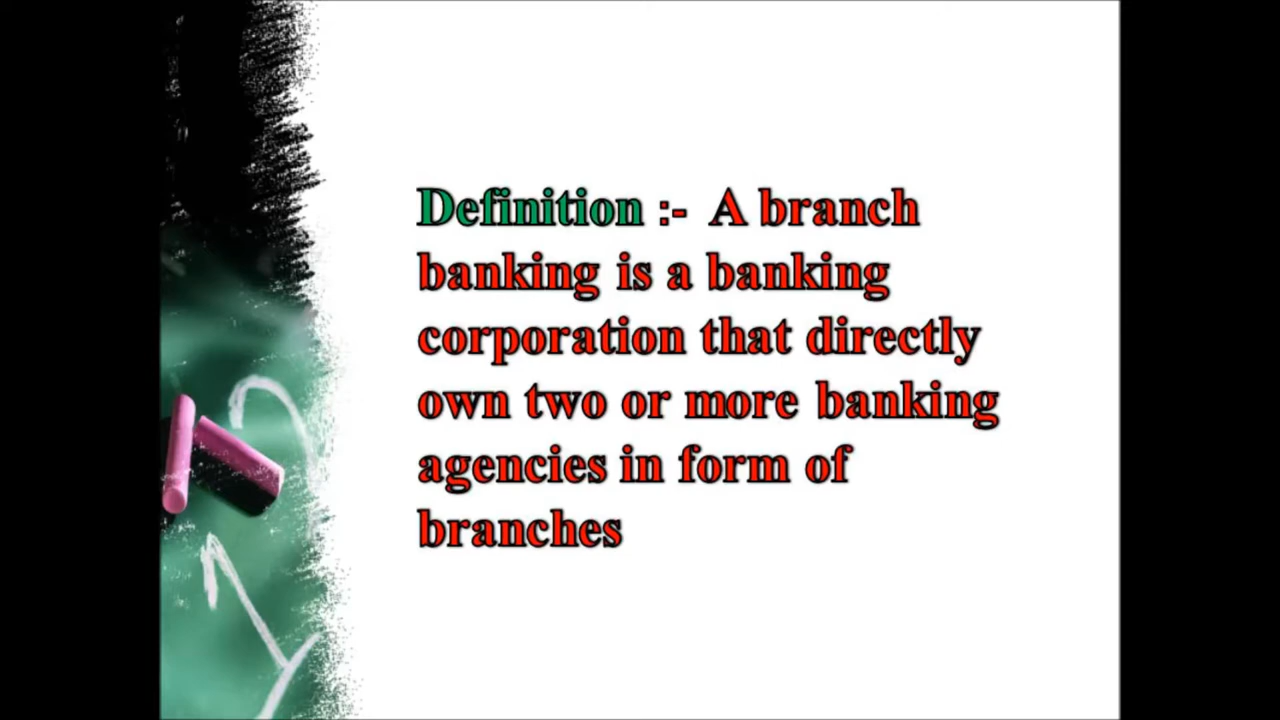 Definition :- A branch
banking is a banking
corporation that directly
own two or more banking
agencies in form of
branches